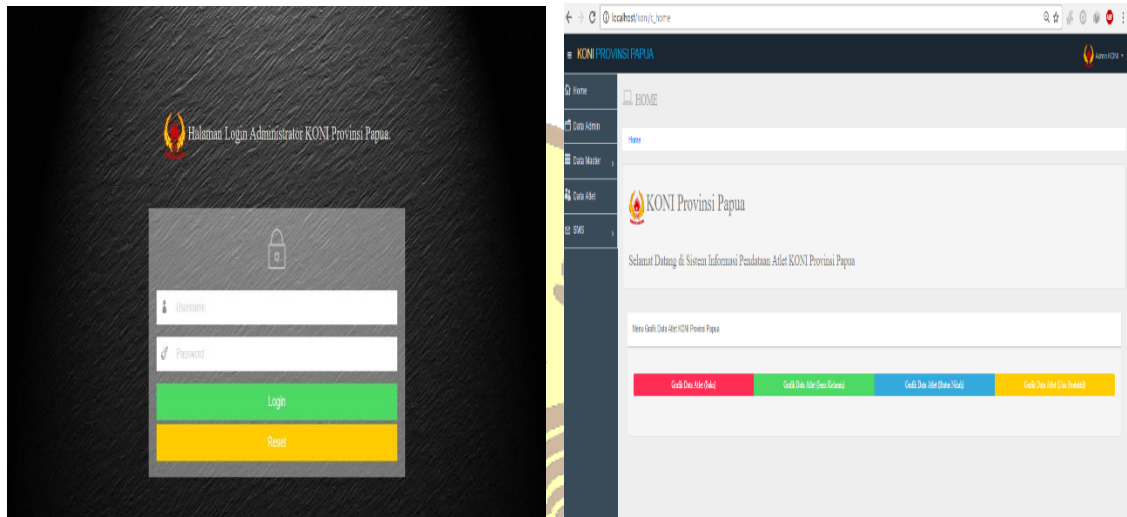 Halaman Login Administrator KONI Provinsi Papua.
Username
Password
Login
Reset
localhost/koni/c_home
KONI PROVINSI PAPUA
Admin KONI
Home
Data Admin
Data Master
Data Atlet
SMS
HOME
Home
KONI Provinsi Papua
Selamat Datang di Sistem Informasi Pendataan Atlet KONI Provinsi Papua
Menu Grafik Data Atlet KONI Provinsi Papua
Grafik Data Atlet (Suku)
Grafik Data Atlet (Jenis Kelamin)
Grafik Data Atlet (Status Nikah)
Grafik Data Atlet (Usia Produktif)